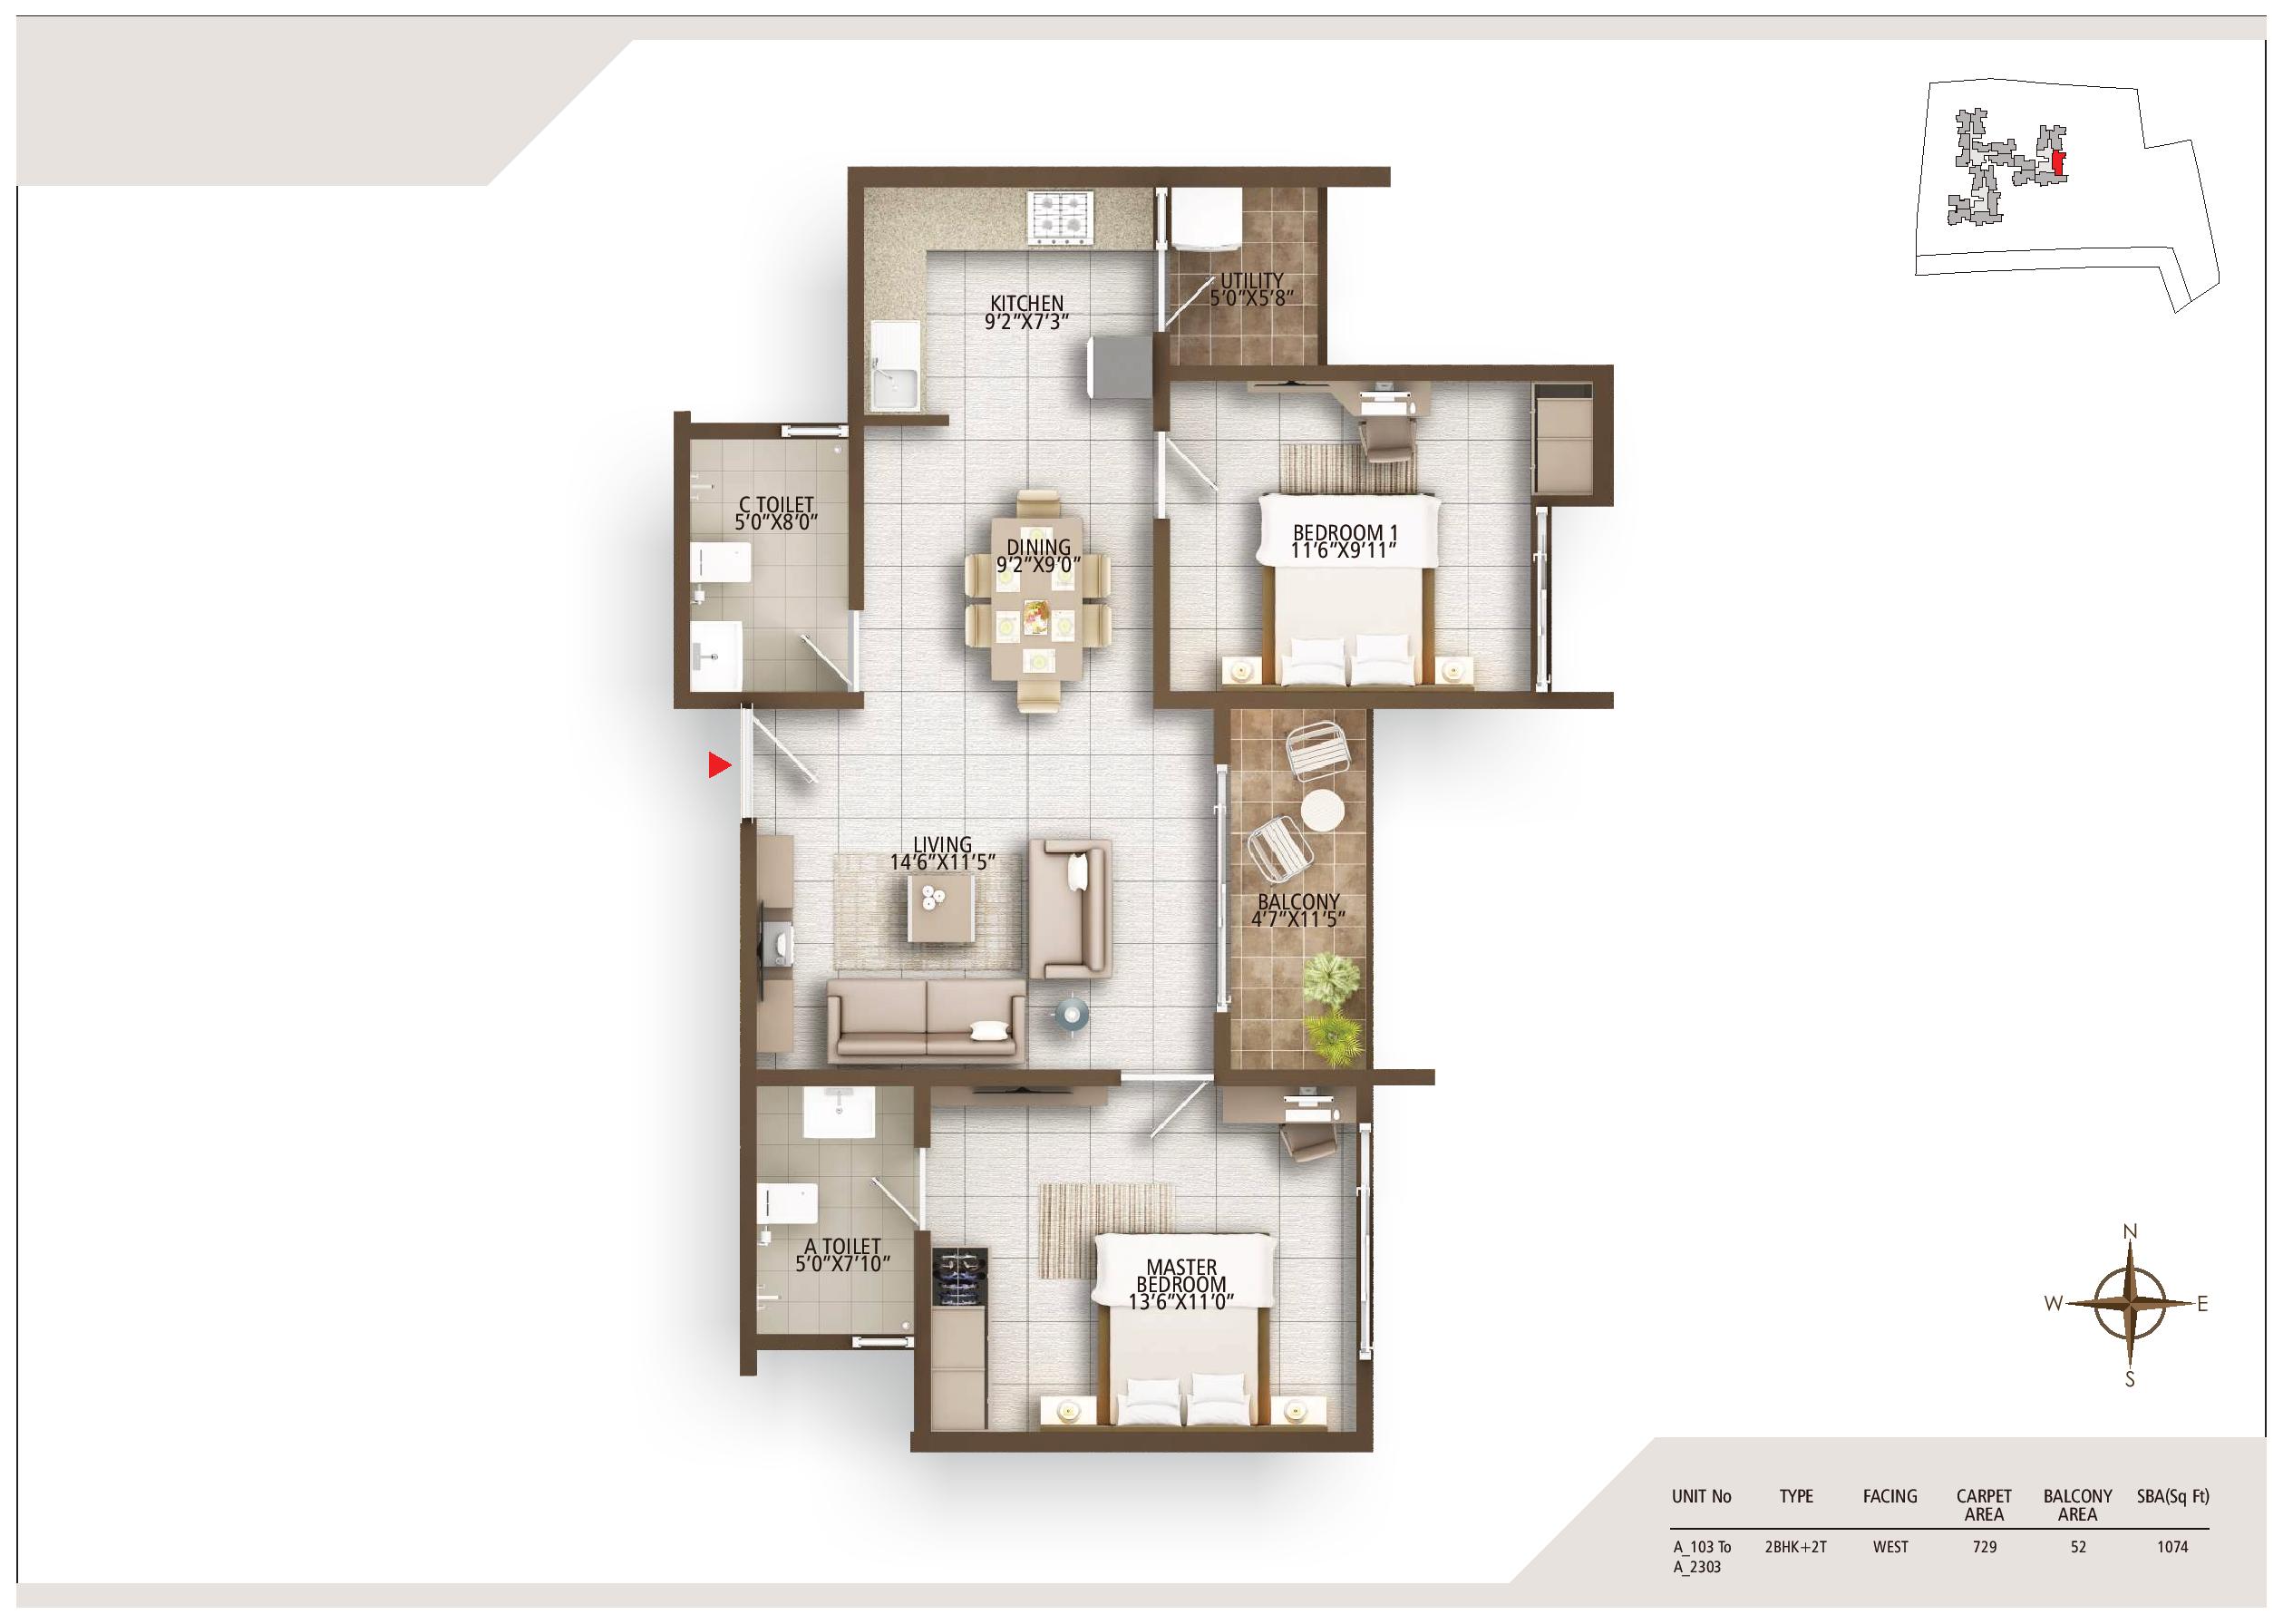 KITCHEN
9'2"X7'3"
UTILITY
5'0"X5'8"
C TOILET
5'0"X8'0"
DINING
9'2"X9'0"
BEDROOM 1
11'6"X9'11"
LIVING
14'6"X11'5"
BALCONY
4'7"X11'5"
A TOILET
5'0"X7'10"
MASTER
BEDROOM
13'6"X11'0"
N
W E
S
UNIT No TYPE FACING CARPET AREA BALCONY AREA SBA(Sq Ft)
A_103 To A_2303 2BHK+2T WEST 729 52 1074